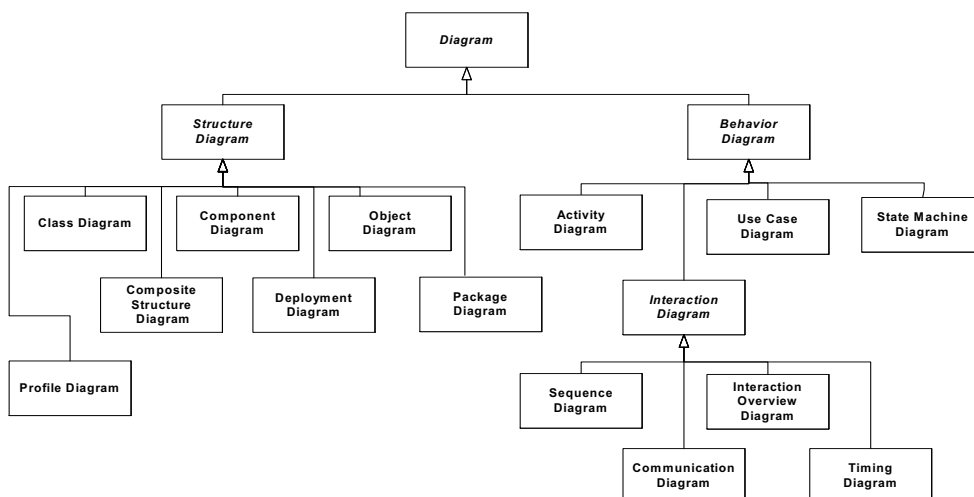 Diagram
Structure
Diagram
Behavior
Diagram
Class Diagram
Component
Diagram
Object
Diagram
Activity
Diagram
Use Case
Diagram
State Machine
Diagram
Composite
Structure
Diagram
Deployment
Diagram
Package
Diagram
Interaction
Diagram
Profile Diagram
Sequence
Diagram
Interaction
Overview
Diagram
Communication
Diagram
Timing
Diagram